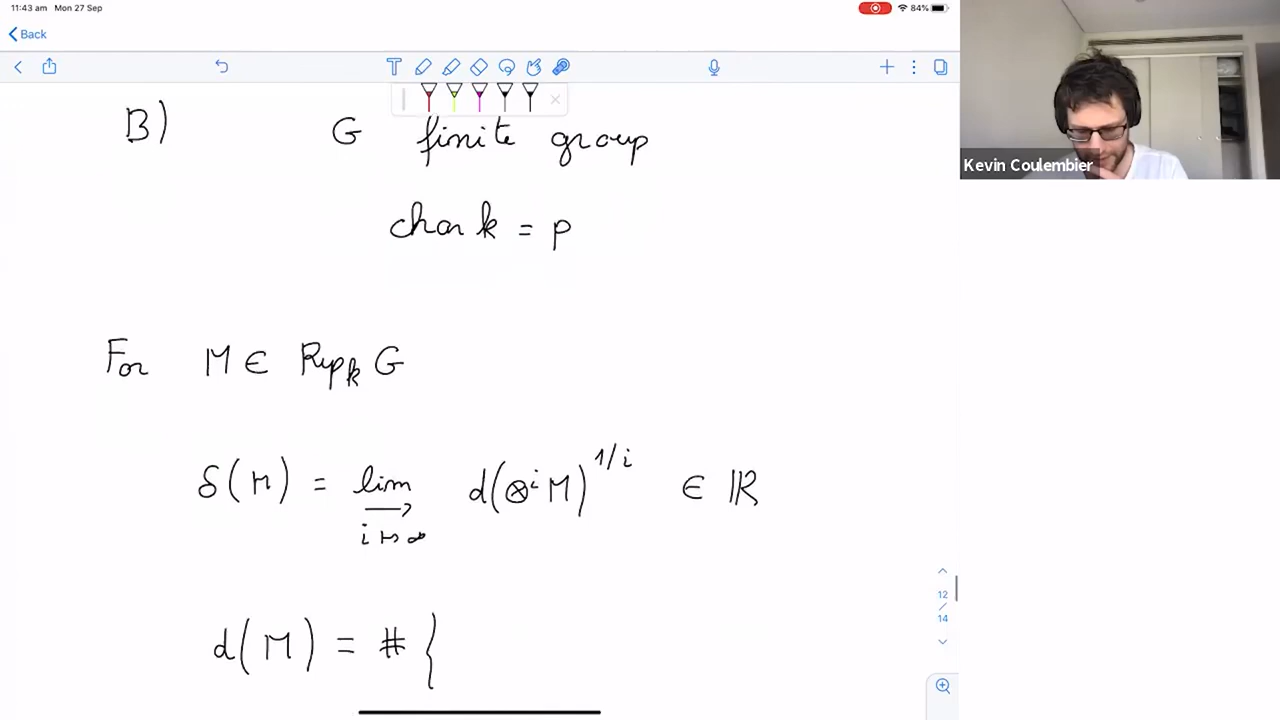 11:43 am Mon 27 Sep
84%
Back
B) G finite group
char k = p
Kevin Coulembier
For M ∈ Rep_k G
δ(M) = lim_{i→∞} d(⊗^i M)^{1/i} ∈ ℝ
d(M) = # {
12
14